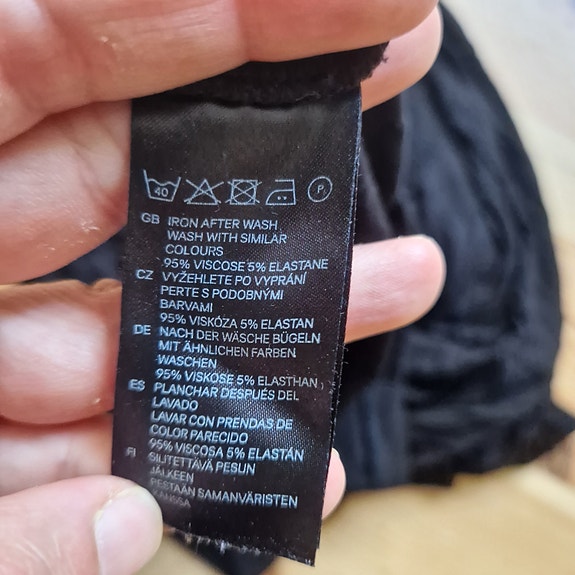 40 P
GB IRON AFTER WASH
WASH WITH SIMILAR
COLOURS
95% VISCOSE 5% ELASTANE
CZ VYŽEHLETE PO VYPRÁNÍ
PERTE S PODOBNÝMI
BARVAMI
95% VISKÓZA 5% ELASTAN
DE NACH DER WÄSCHE BÜGELN
MIT ÄHNLICHEN FARBEN
WASCHEN
95% VISKOSE 5% ELASTHAN
ES PLANCHAR DESPUÉS DEL
LAVADO
LAVAR CON PRENDAS DE
COLOR PARECIDO
95% VISCOSA 5% ELASTÁN
FI SILITETTÄVÄ PESUN
JÄLKEEN
PESTÄÄN SAMANVÄRISTEN
KANSSA